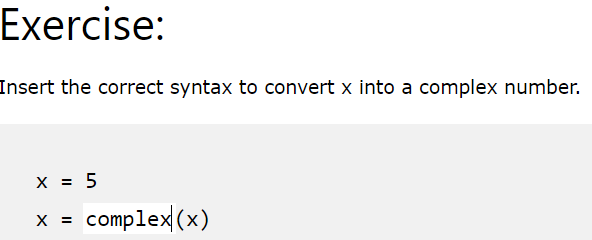 Exercise:
Insert the correct syntax to convert x into a complex number.
x = 5
x = complex(x)